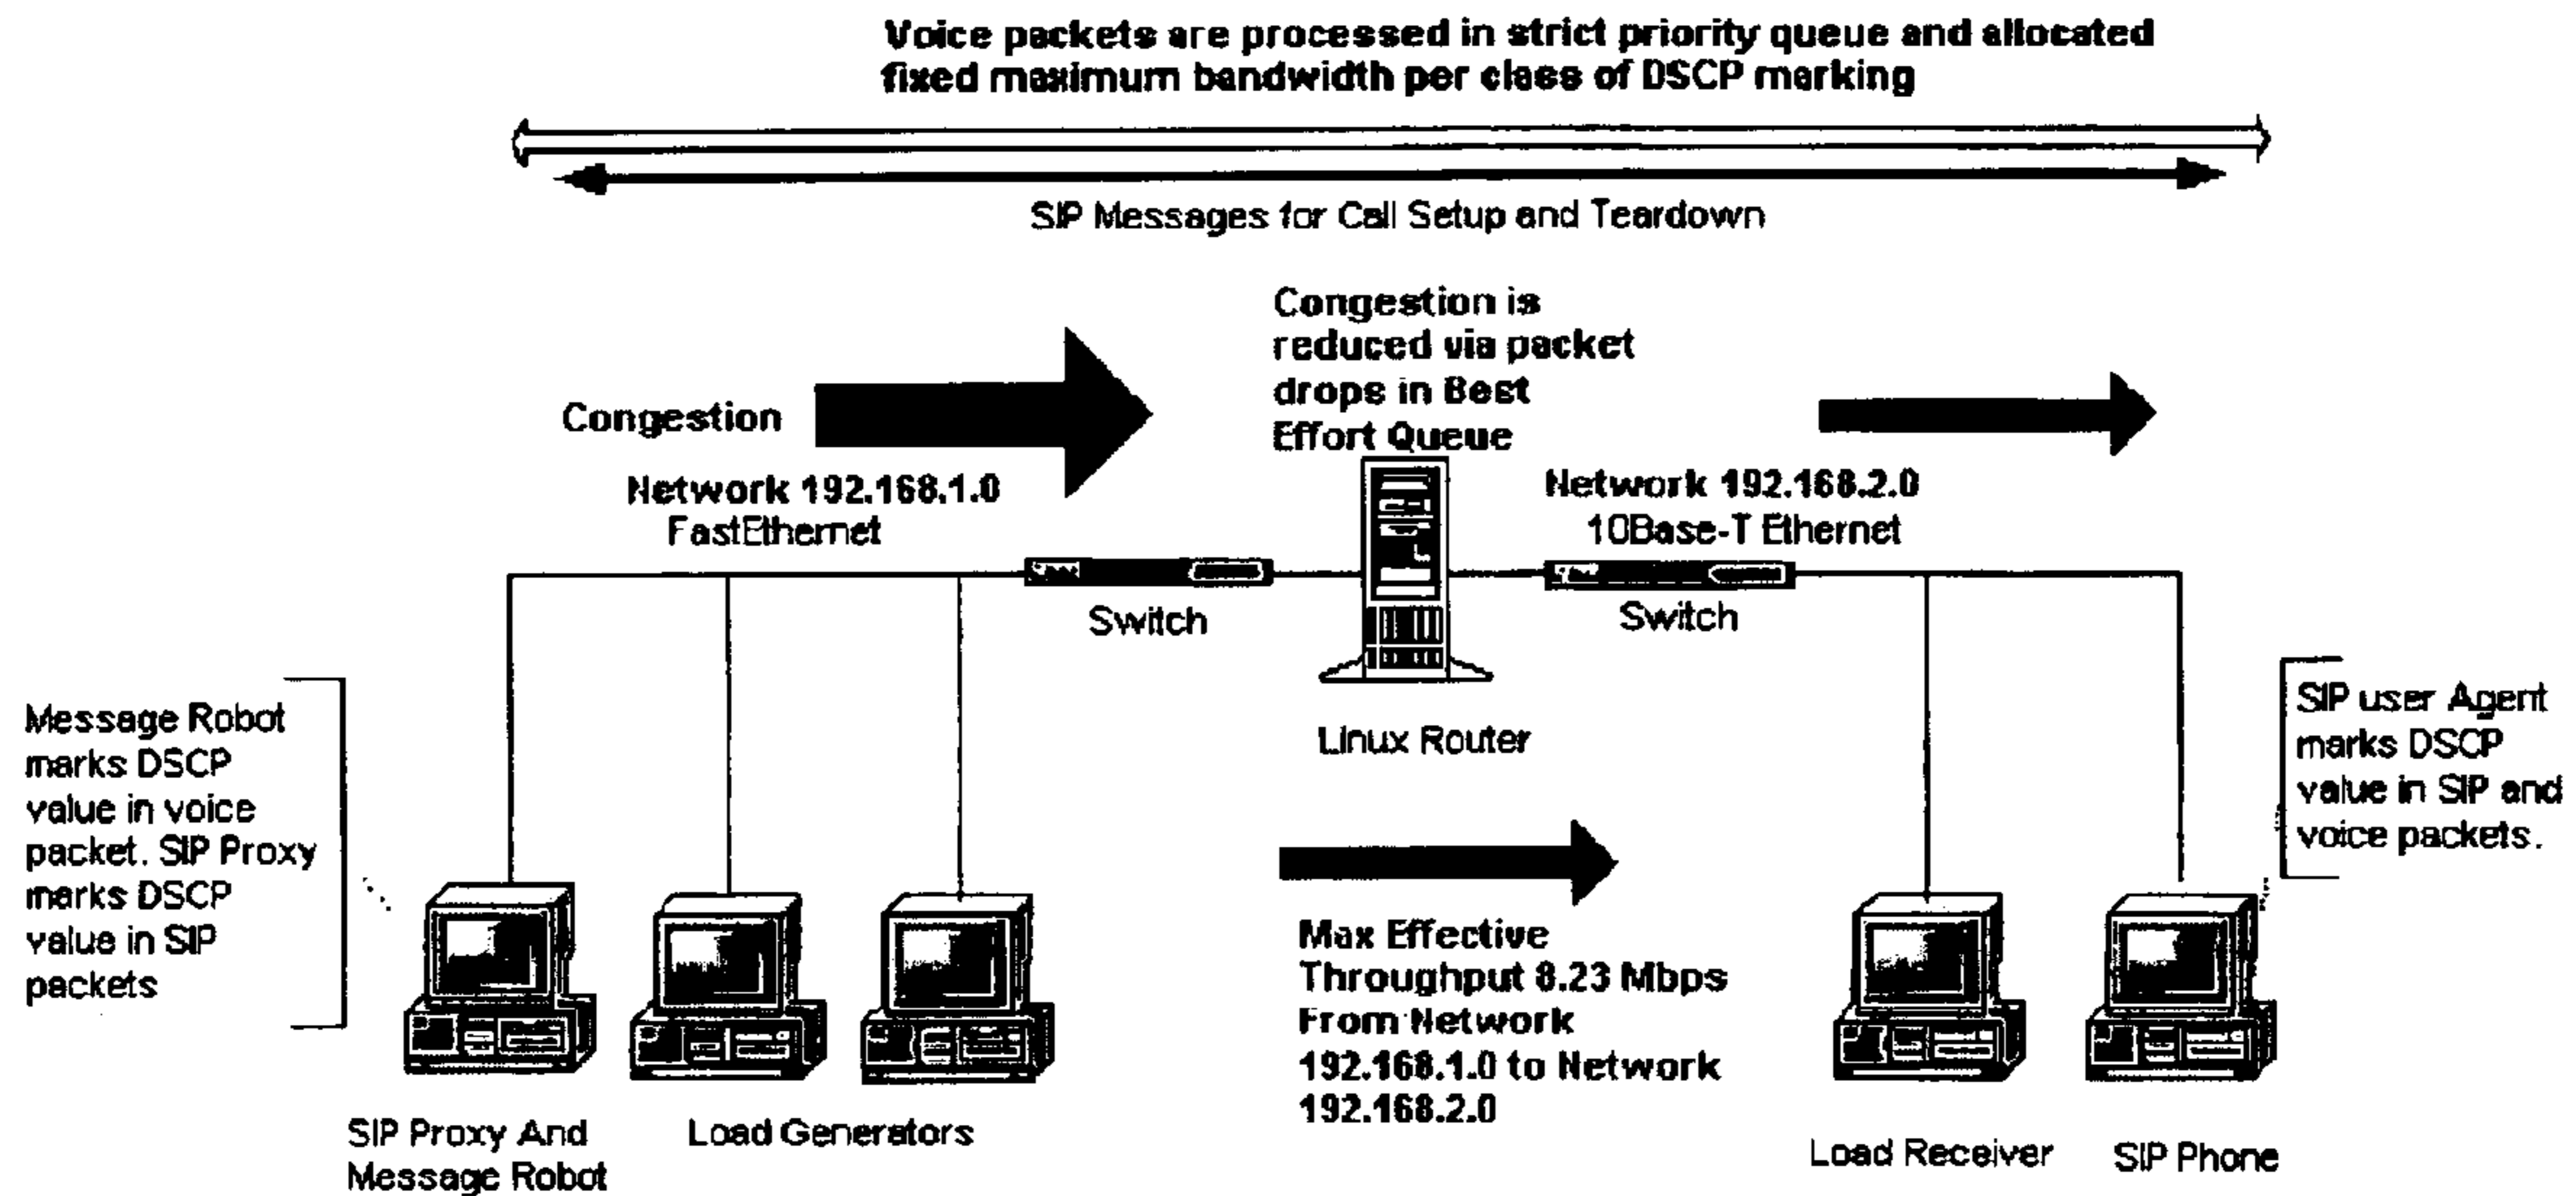 Voice packets are processed in strict priority queue and allocated
fixed maximum bandwidth per class of DSCP marking
SIP Messages for Call Setup and Teardown
Congestion is
reduced via packet
drops in Best
Effort Queue
Congestion
Network 192.168.1.0
FastEthernet
Network 192.168.2.0
10Base-T Ethernet
Switch
Switch
Linux Router
Message Robot
marks DSCP
value in voice
packet. SIP Proxy
marks DSCP
value in SIP
packets
SIP user Agent
marks DSCP
value in SIP and
voice packets.
Max Effective
Throughput 8.23 Mbps
From Network
192.168.1.0 to Network
192.168.2.0
SIP Proxy And
Message Robot
Load Generators
Load Receiver
SIP Phone